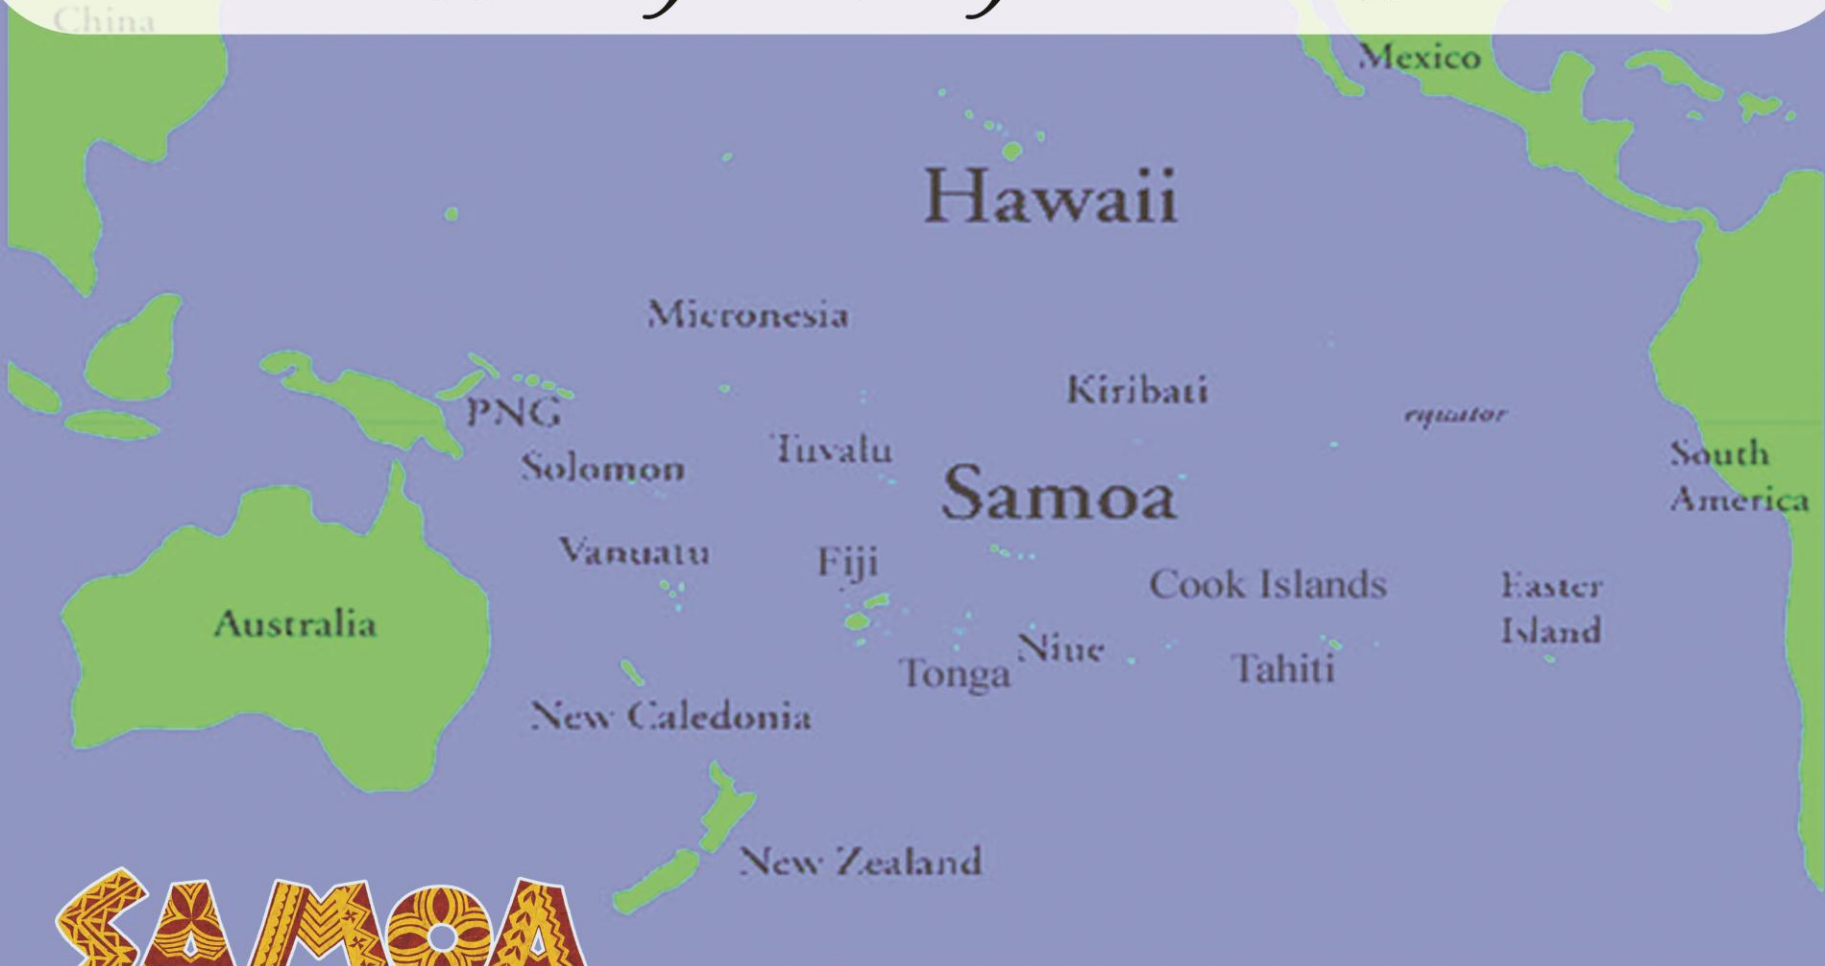 China
Mexico
Hawaii
Micronesia
Kiribati
PNG
equator
Tuvalu
Solomon
South
America
Samoa
Vanuatu
Fiji
Cook Islands
Easter
Island
Australia
Niue
Tonga
Tahiti
New Caledonia
New Zealand
SAMOA